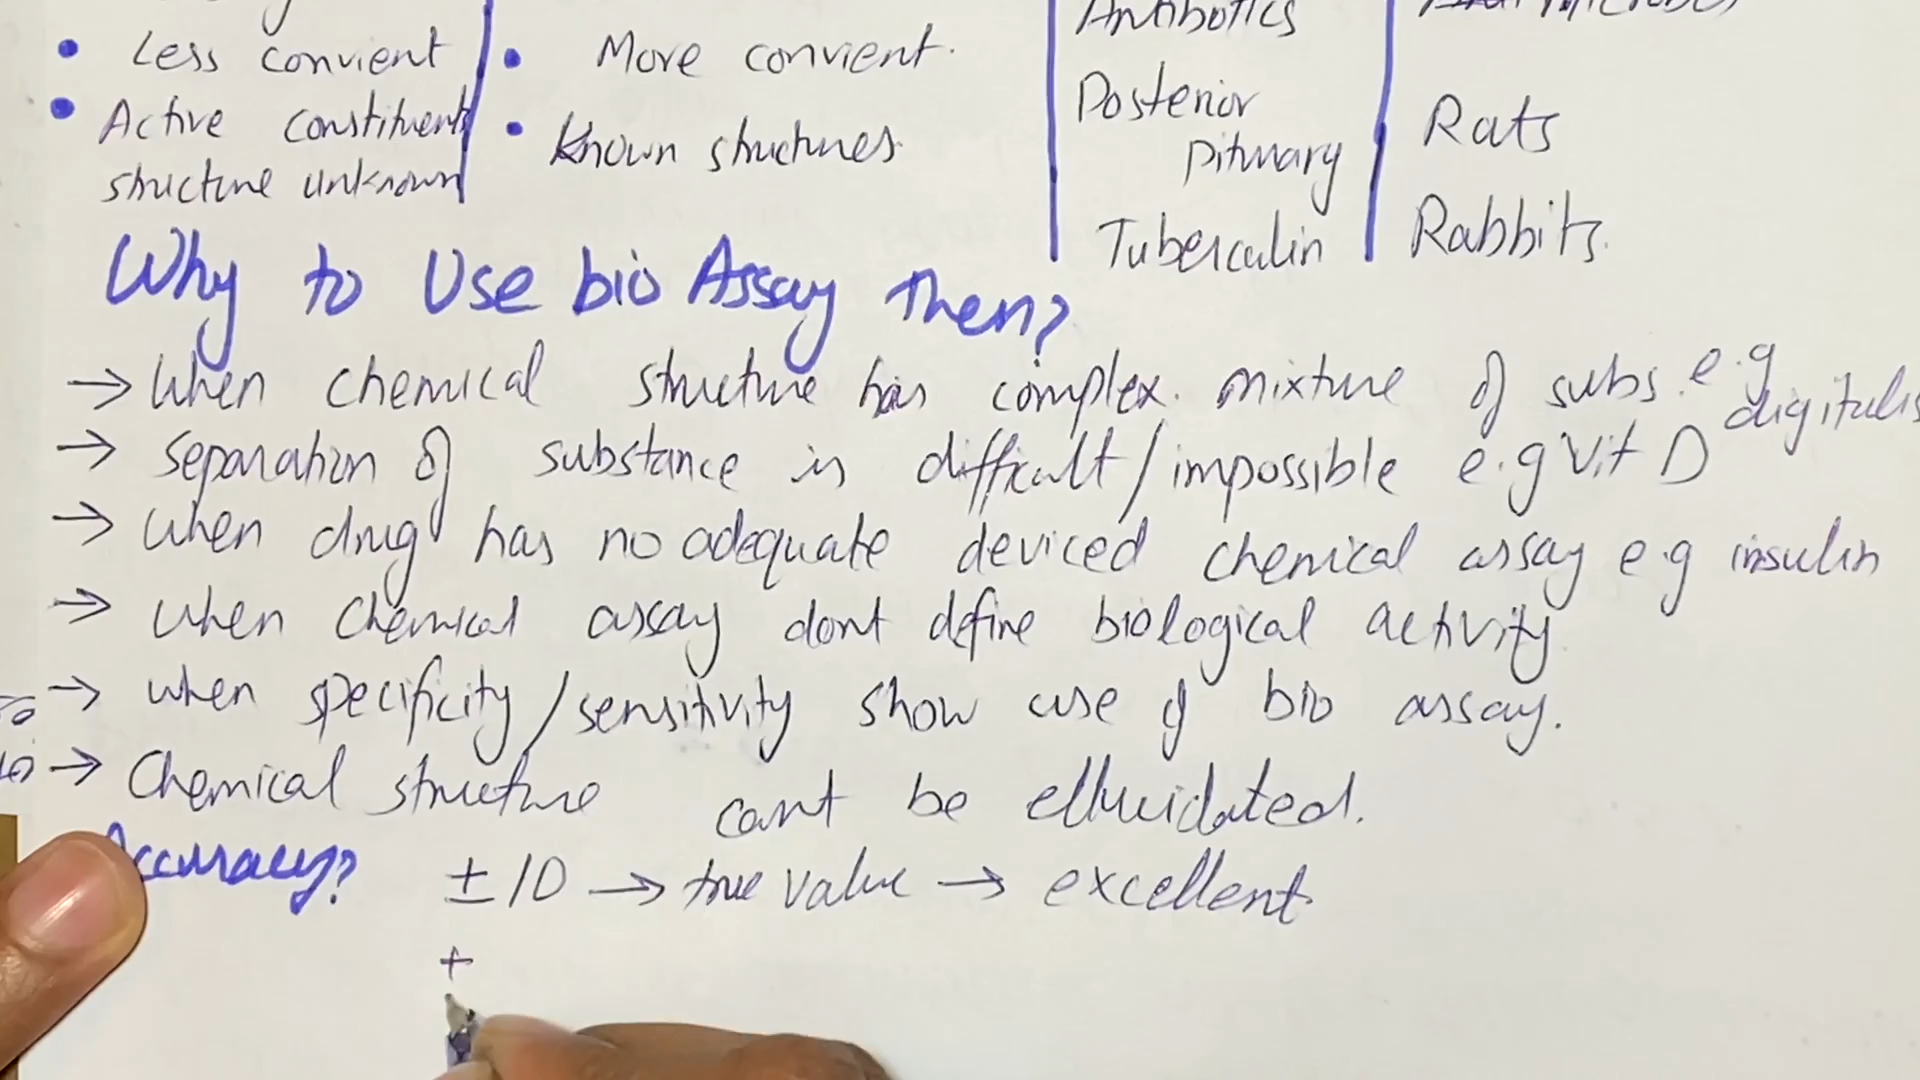 Less convient
Active constituents
structure unknown
More convient.
Known structures
Antibotics
Posterior
pituary
Tuberculin
Rats
Rabbits.
Why to Use bio Assay then?
→ When chemical structure has complex mixture of subs. e.g
digitalis
→ separation of substance is difficult/impossible e.g Vit D
→ When drug has no adequate deviced chemical assay e.g insulin
→ When chemical assay dont define biological activity
→ when specificity/sensitivity show use of bio assay.
→ Chemical structure cant be elluidated.
Accuracy? ± 10 → true value → excellent.
+